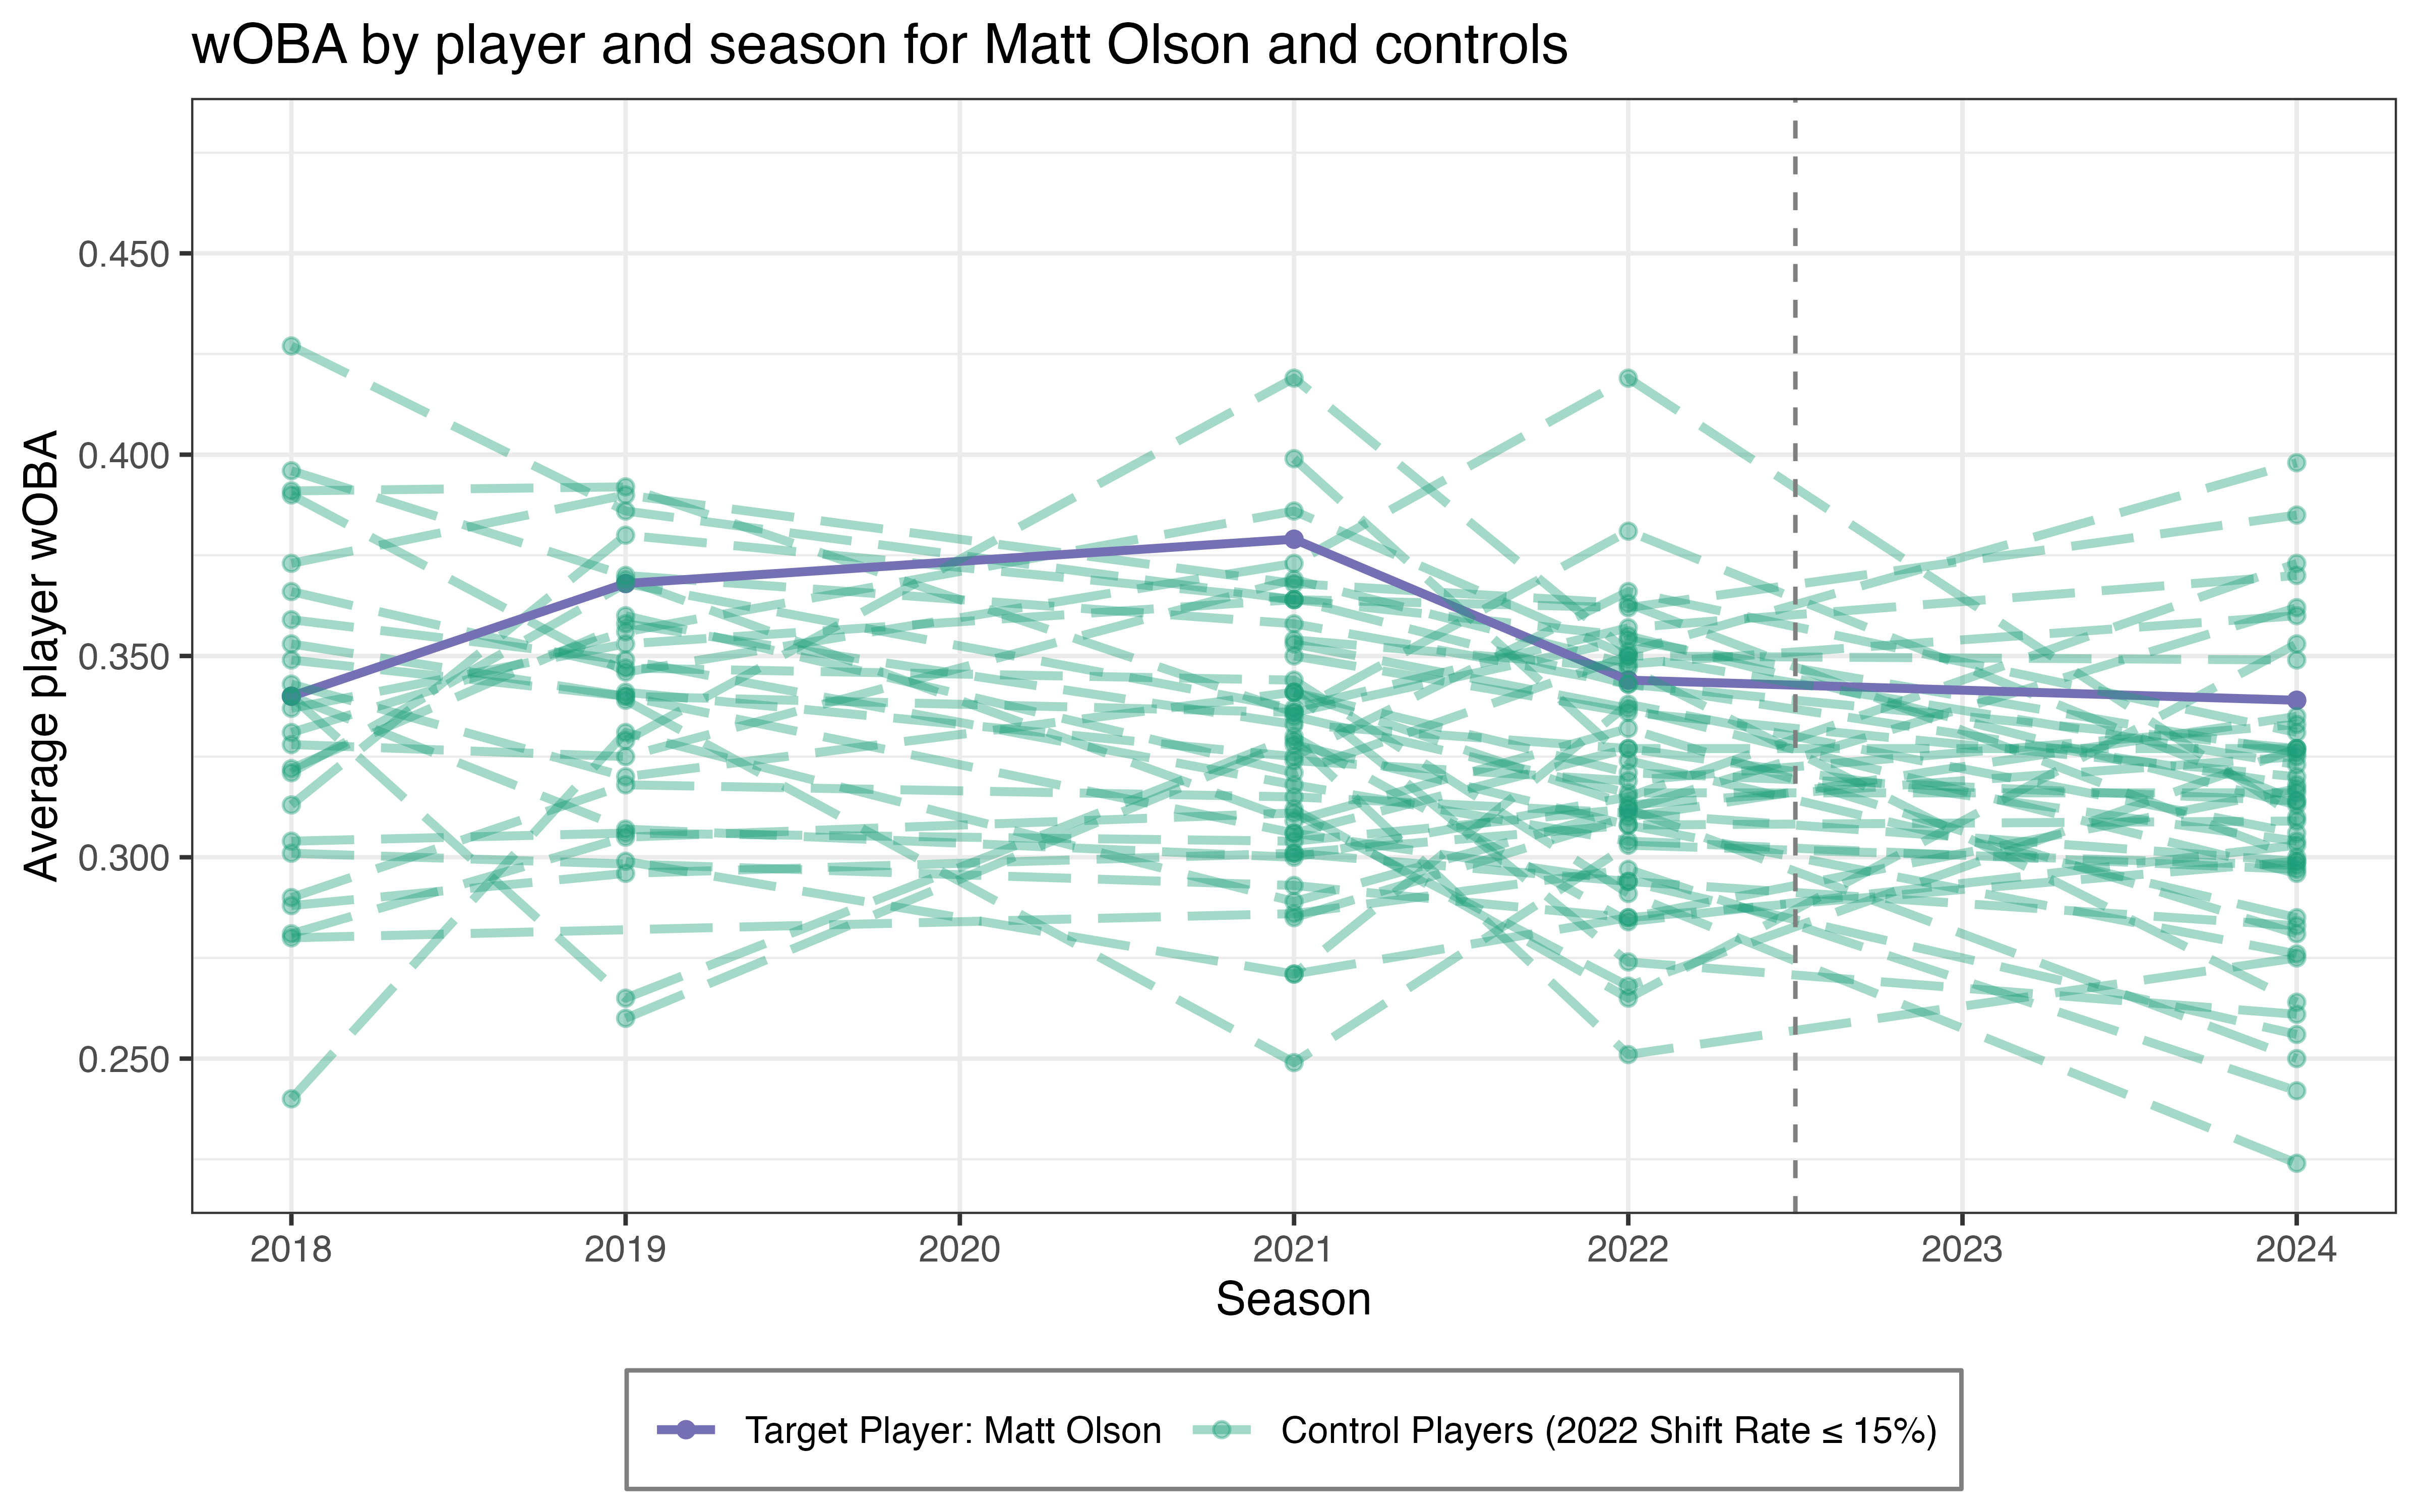 wOBA by player and season for Matt Olson and controls
Average player wOBA
0.450
0.400
0.350
0.300
0.250
2018 2019 2020 2021 2022 2023 2024
Season
Target Player: Matt Olson Control Players (2022 Shift Rate ≤ 15%)